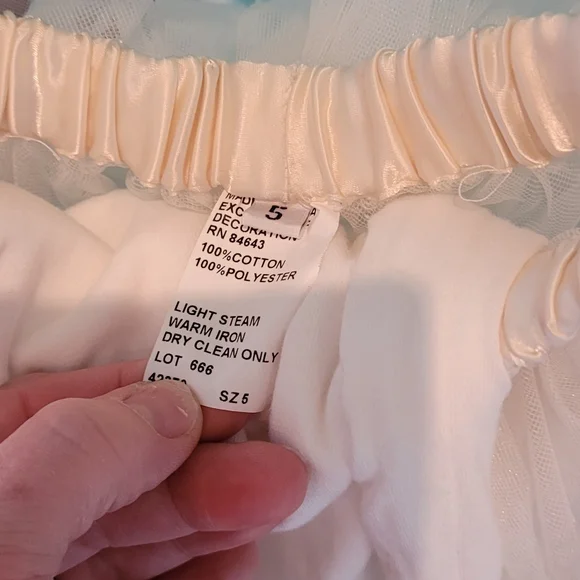 5
DECORATION
RN 84643
100%COTTON
100%POLYESTER
LIGHT STEAM
WARM IRON
DRY CLEAN ONLY
LOT 666
SZ 5